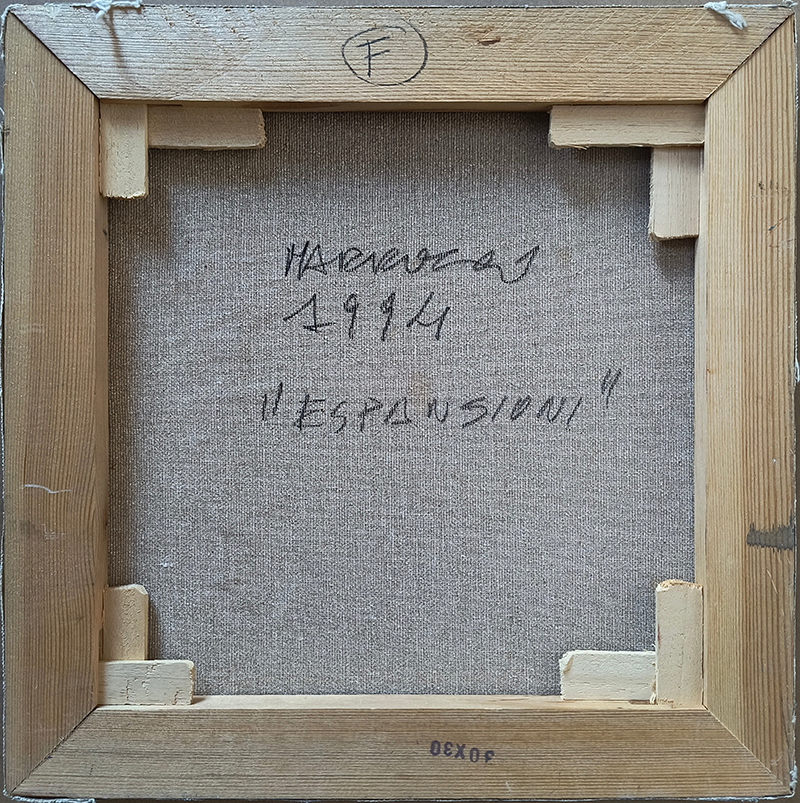 F
1994
"ESPANSIONI"
30X30